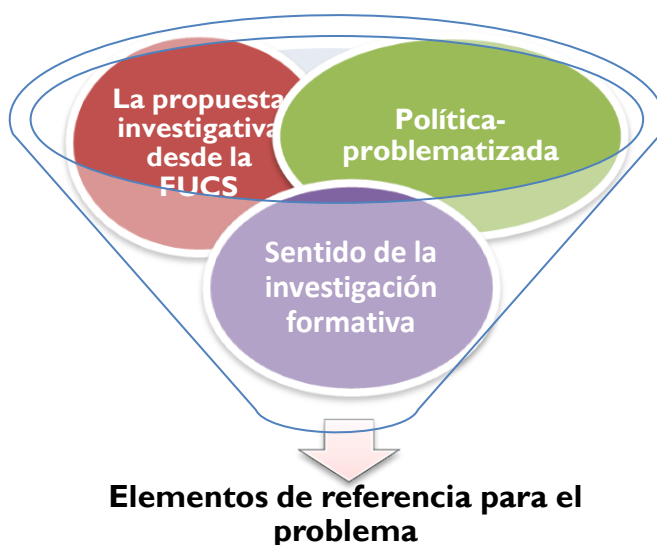 La propuesta
investigativa
desde la
FUCS
Política-
problematizada
Sentido de la
investigación
formativa
Elementos de referencia para el
problema